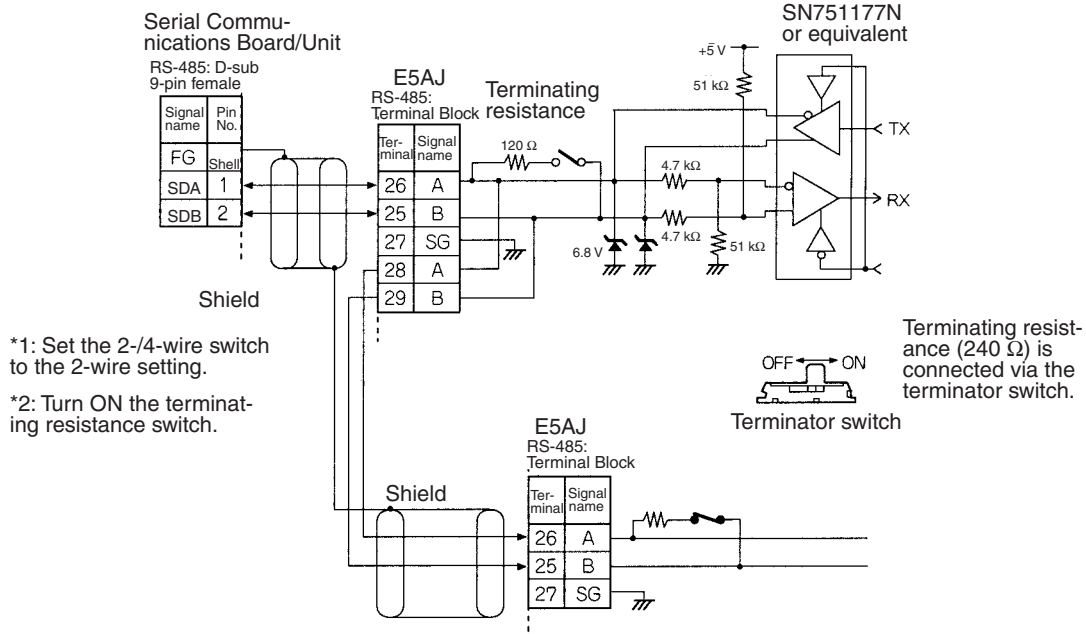 Serial Commu-
nications Board/Unit
RS-485: D-sub
9-pin female
Signal
name
Pin
No.
FG
Shell
SDA
1
SDB
2
Shield
*1: Set the 2-/4-wire switch
to the 2-wire setting.
*2: Turn ON the terminat-
ing resistance switch.
E5AJ
RS-485:
Terminal Block
Ter-
minal
Signal
name
26
A
25
B
27
SG
28
A
29
B
Terminating
resistance
120 Ω
SN751177N
or equivalent
+5 V
51 kΩ
TX
4.7 kΩ
RX
4.7 kΩ
6.8 V
51 kΩ
OFF
ON
Terminator switch
Terminating resist-
ance (240 Ω) is
connected via the
terminator switch.
E5AJ
RS-485:
Terminal Block
Shield
Ter-
minal
Signal
name
26
A
25
B
27
SG